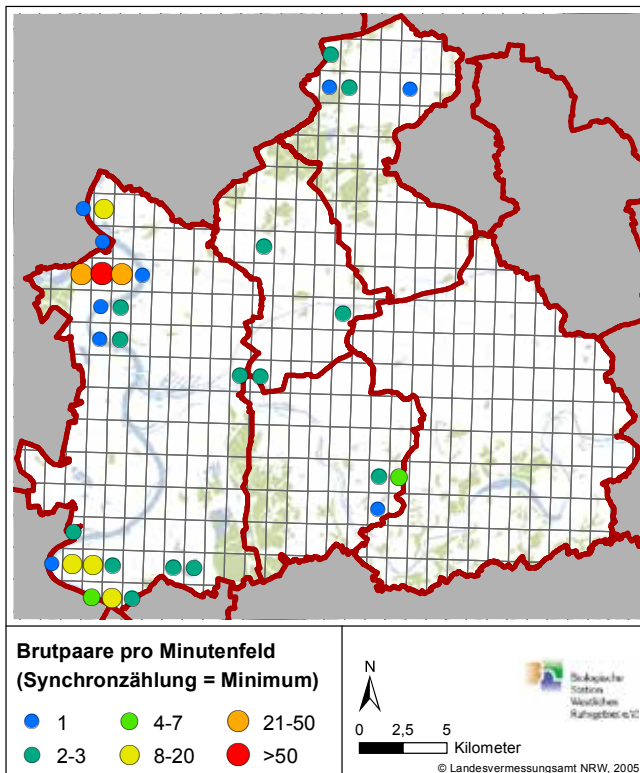 Brutpaare pro Minutenfeld
(Synchronzählung = Minimum)
1
4-7
21-50
2-3
8-20
>50
N
0 2,5 5
Kilometer
Biologische
Station
Westliches
Ruhrgebiet e.V.
© Landesvermessungsamt NRW, 2005